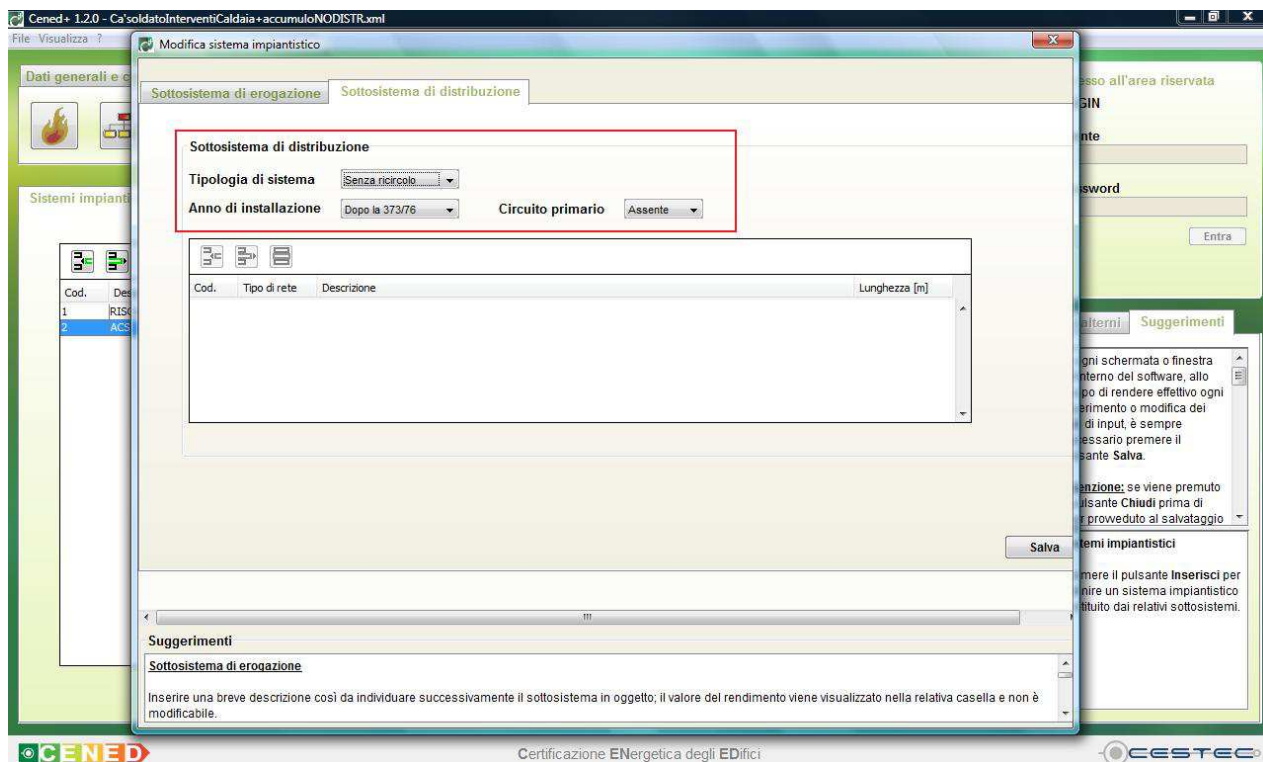 Cened+ 1.2.0 - Ca'soldatoInterventiCaldaia+accumuloNODISTR.xml
File Visualizza ?
Modifica sistema impiantistico
Dati generali e c
Sottosistema di erogazione Sottosistema di distribuzione
esso all'area riservata
GIN
nte
ssword
Entra
Sottosistema di distribuzione
Tipologia di sistema Senza ricircolo
Anno di installazione Dopo la 373/76 Circuito primario Assente
Sistemi impianti
Cod. Des
1 RISC
2 ACS
Cod. Tipo di rete Descrizione Lunghezza [m]
alterni Suggerimenti
gni schermata o finestra
nterno del software, allo
po di rendere effettivo ogni
erimento o modifica dei
di input, è sempre
essario premere il
sante Salva.
enzione: se viene premuto
ulsante Chiudi prima di
r provveduto al salvataggio
Salva
temi impiantistici
mere il pulsante Inserisci per
nire un sistema impiantistico
tituito dai relativi sottosistemi.
Suggerimenti
Sottosistema di erogazione
Inserire una breve descrizione così da individuare successivamente il sottosistema in oggetto; il valore del rendimento viene visualizzato nella relativa casella e non è
modificabile.
CENED
Certificazione ENergetica degli EDifici
CESTEC